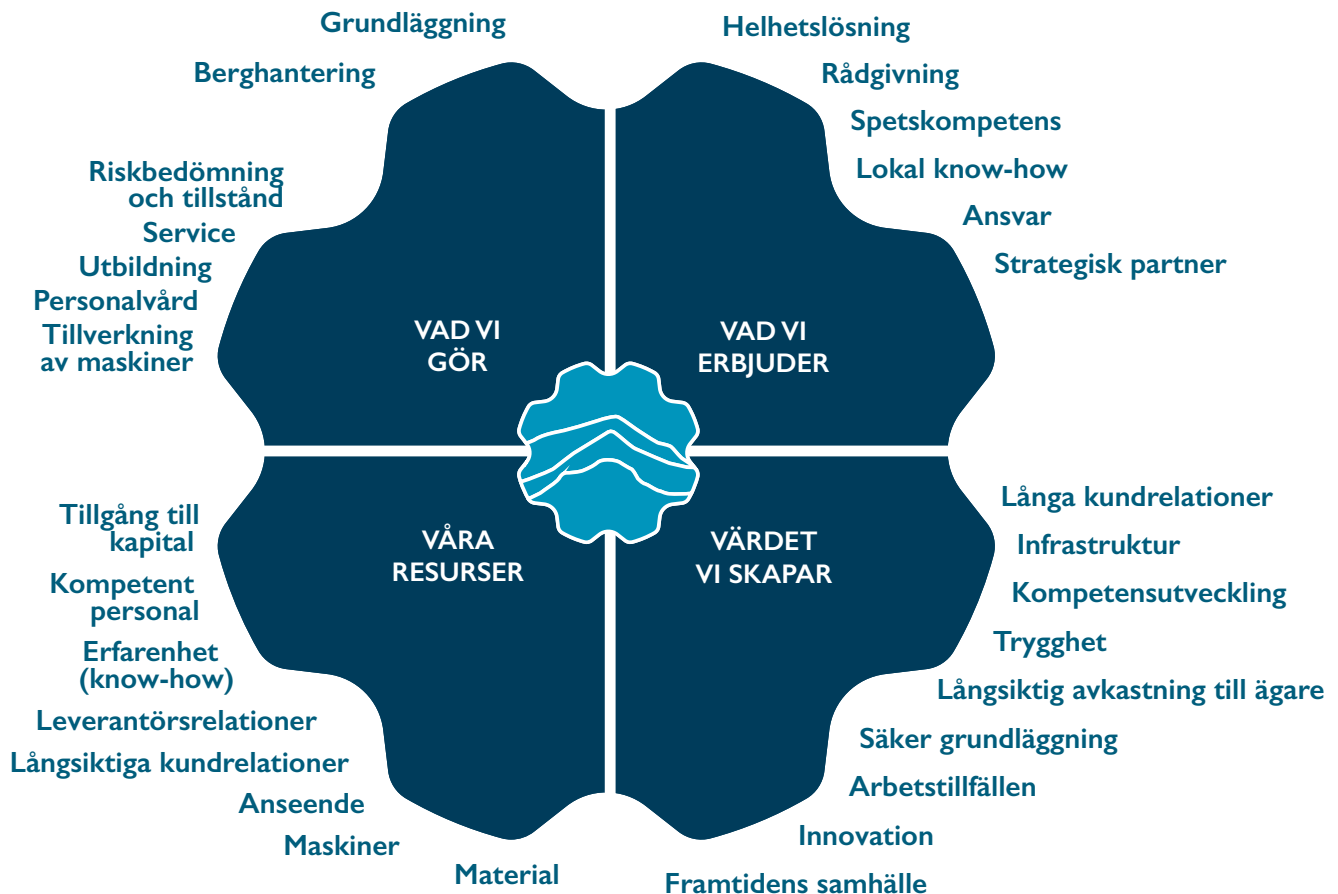 Grundläggning
Berghantering
Riskbedömning
och tillstånd
Service
Utbildning
Personalvård
Tillverkning
av maskiner
VAD VI
GÖR
Helhetslösning
Rådgivning
Spetskompetens
Lokal know-how
Ansvar
Strategisk partner
VAD VI
ERBJUDER
Tillgång till
kapital
Kompetent
personal
Erfarenhet
(know-how)
Leverantörsrelationer
Långsiktiga kundrelationer
Anseende
Maskiner
Material
VÅRA
RESURSER
VÄRDET
VI SKAPAR
Långa kundrelationer
Infrastruktur
Kompetensutveckling
Trygghet
Långsiktig avkastning till ägare
Säker grundläggning
Arbetstillfällen
Innovation
Framtidens samhälle